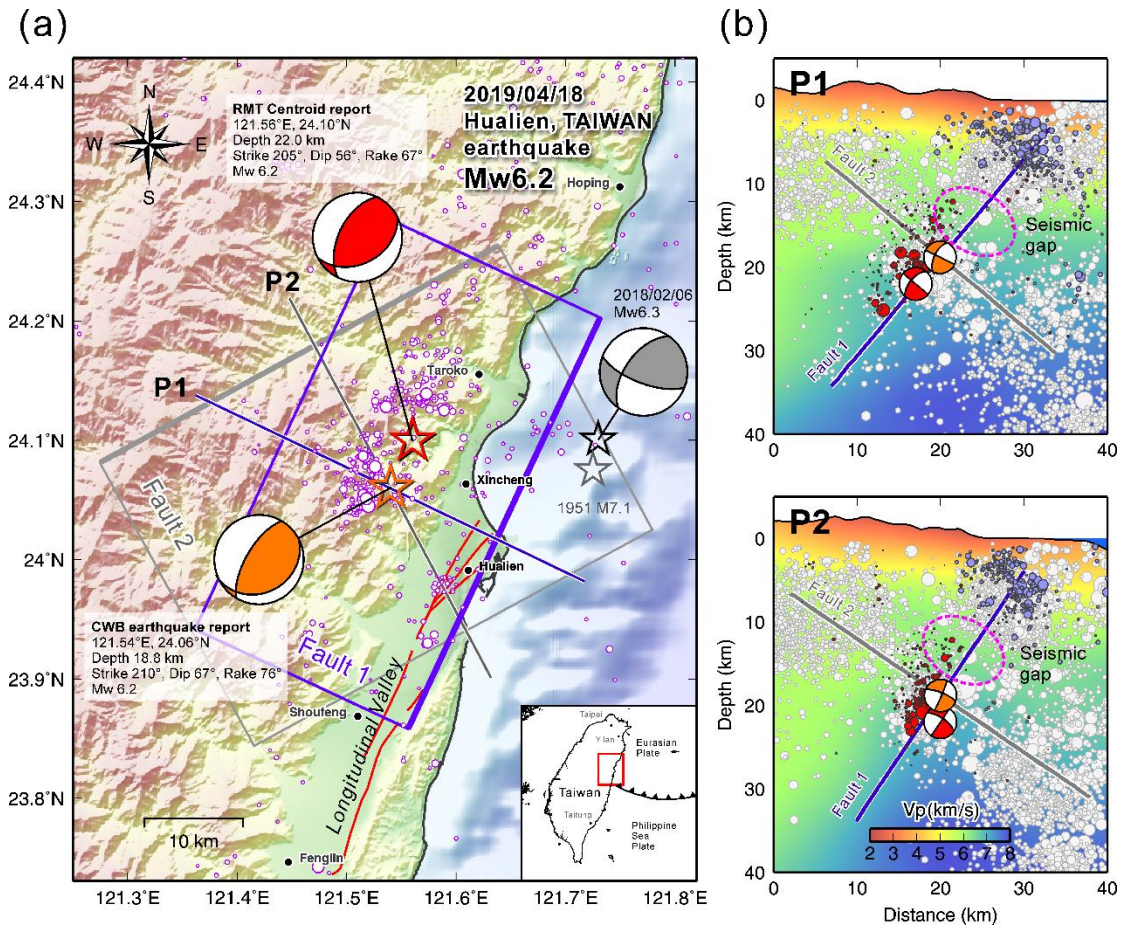 (a)
24.4°N
24.3°N
24.2°N
24.1°N
24°N
23.9°N
23.8°N
121.3°E
121.4°E
121.5°E
121.6°E
121.7°E
121.8°E
N
W
E
S
RMT Centroid report
121.56°E, 24.10°N
Depth 22.0 km
Strike 205°, Dip 56°, Rake 67°
Mw 6.2
2019/04/18
Hualien, TAIWAN
earthquake
Mw6.2
Hoping
P2
P1
2018/02/06
Mw6.3
Taroko
Xincheng
1951 M7.1
Fault 2
Hualien
CWB earthquake report
121.54°E, 24.06°N
Depth 18.8 km
Strike 210°, Dip 67°, Rake 76°
Mw 6.2
Fault 1
Shoufeng
Longitudinal Valley
10 km
Fenglin
Taipei
Yilan
Eurasian
Plate
Taiwan
Taitung
Philippine
Sea
Plate
(b)
P1
0
10
20
30
40
Depth (km)
Fault 2
Seismic
gap
Fault 1
0
10
20
30
40
P2
0
10
20
30
40
Depth (km)
Fault 2
Seismic
gap
Fault 1
Vp(km/s)
2 3 4 5 6 7 8
0
10
20
30
40
Distance (km)